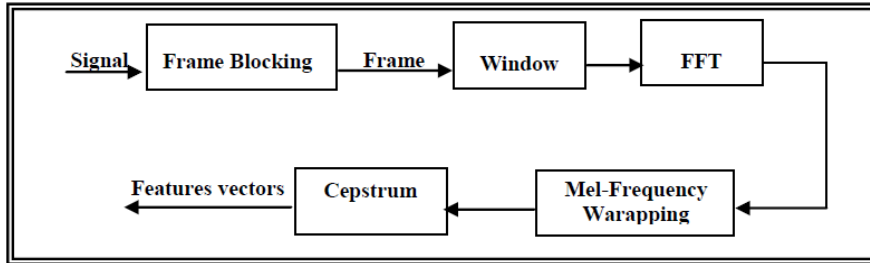 Signal
Frame Blocking
Frame
Window
FFT
Features vectors
Cepstrum
Mel-Frequency
Warapping